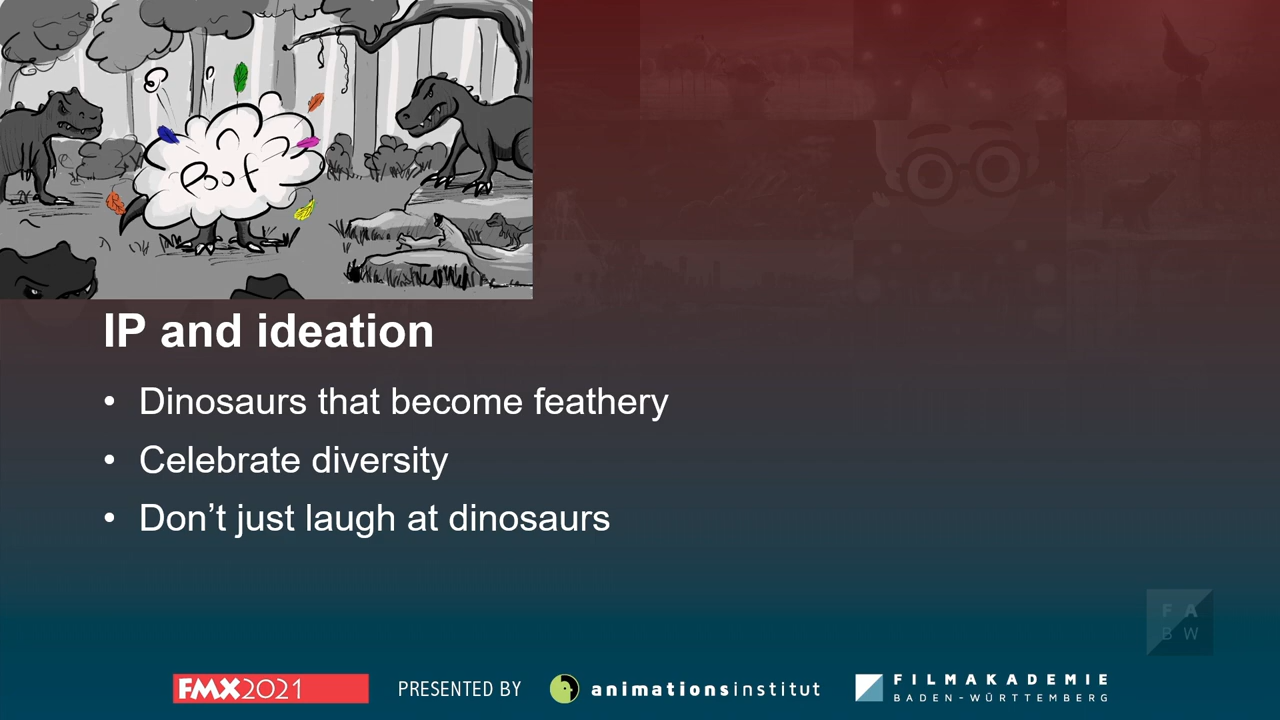 Poof
IP and ideation
• Dinosaurs that become feathery
• Celebrate diversity
• Don’t just laugh at dinosaurs
F A
B W
FMX2021 PRESENTED BY animationsinstitut FILMAKADEMIE
BADEN-WÜRTTEMBERG